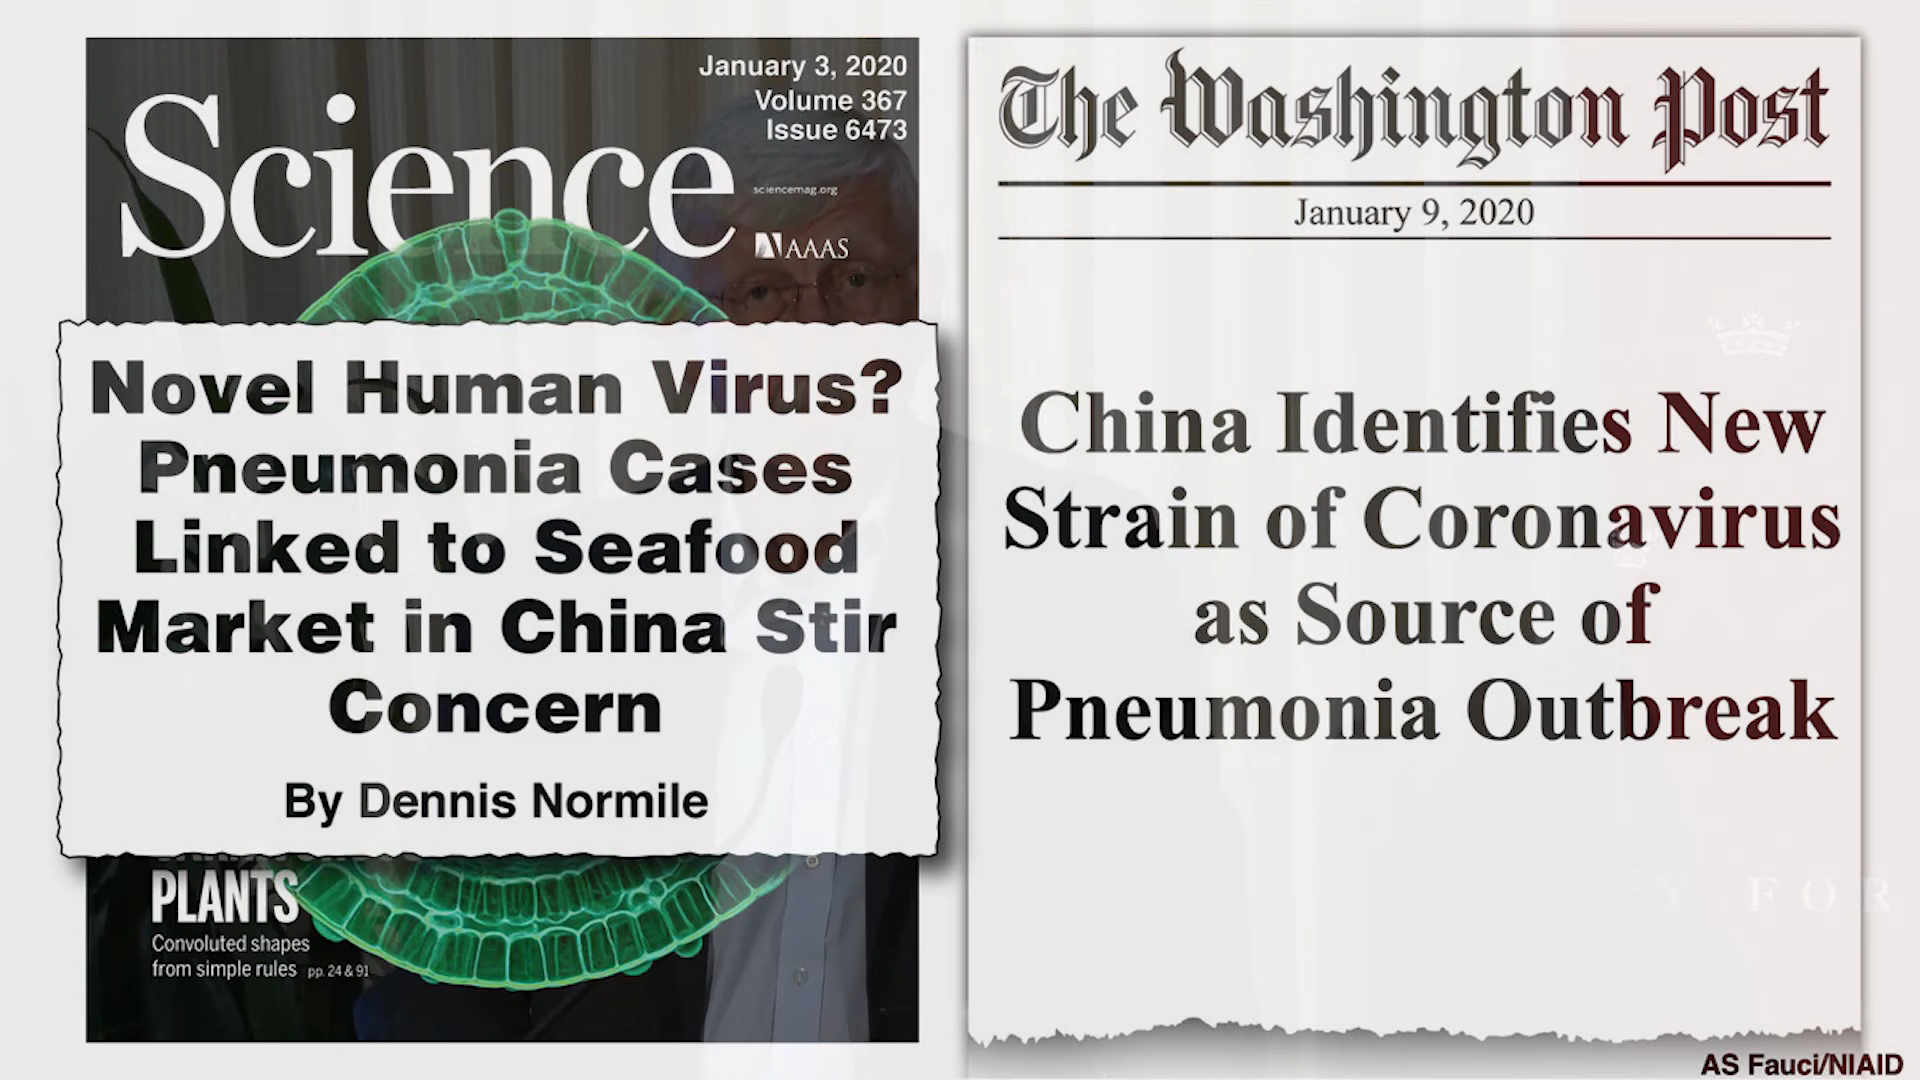 January 3, 2020
Volume 367
Issue 6473
Science
sciencemag.org
AAAS
Novel Human Virus?
Pneumonia Cases
Linked to Seafood
Market in China Stir
Concern
By Dennis Normile
PLANTS
Convoluted shapes
from simple rules pp. 24 & 91
The Washington Post
January 9, 2020
China Identifies New
Strain of Coronavirus
as Source of
Pneumonia Outbreak
Y FOR
AS Fauci/NIAID